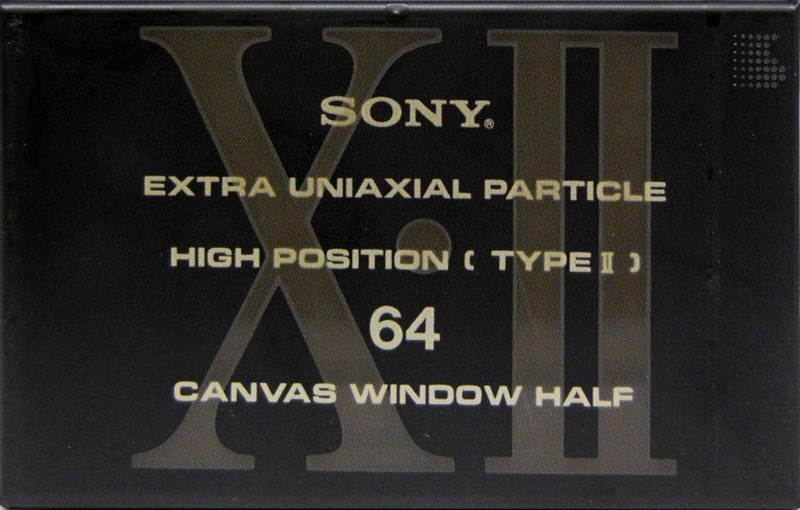 X·II
SONY®
EXTRA UNIAXIAL PARTICLE
HIGH POSITION ( TYPE II )
64
CANVAS WINDOW HALF